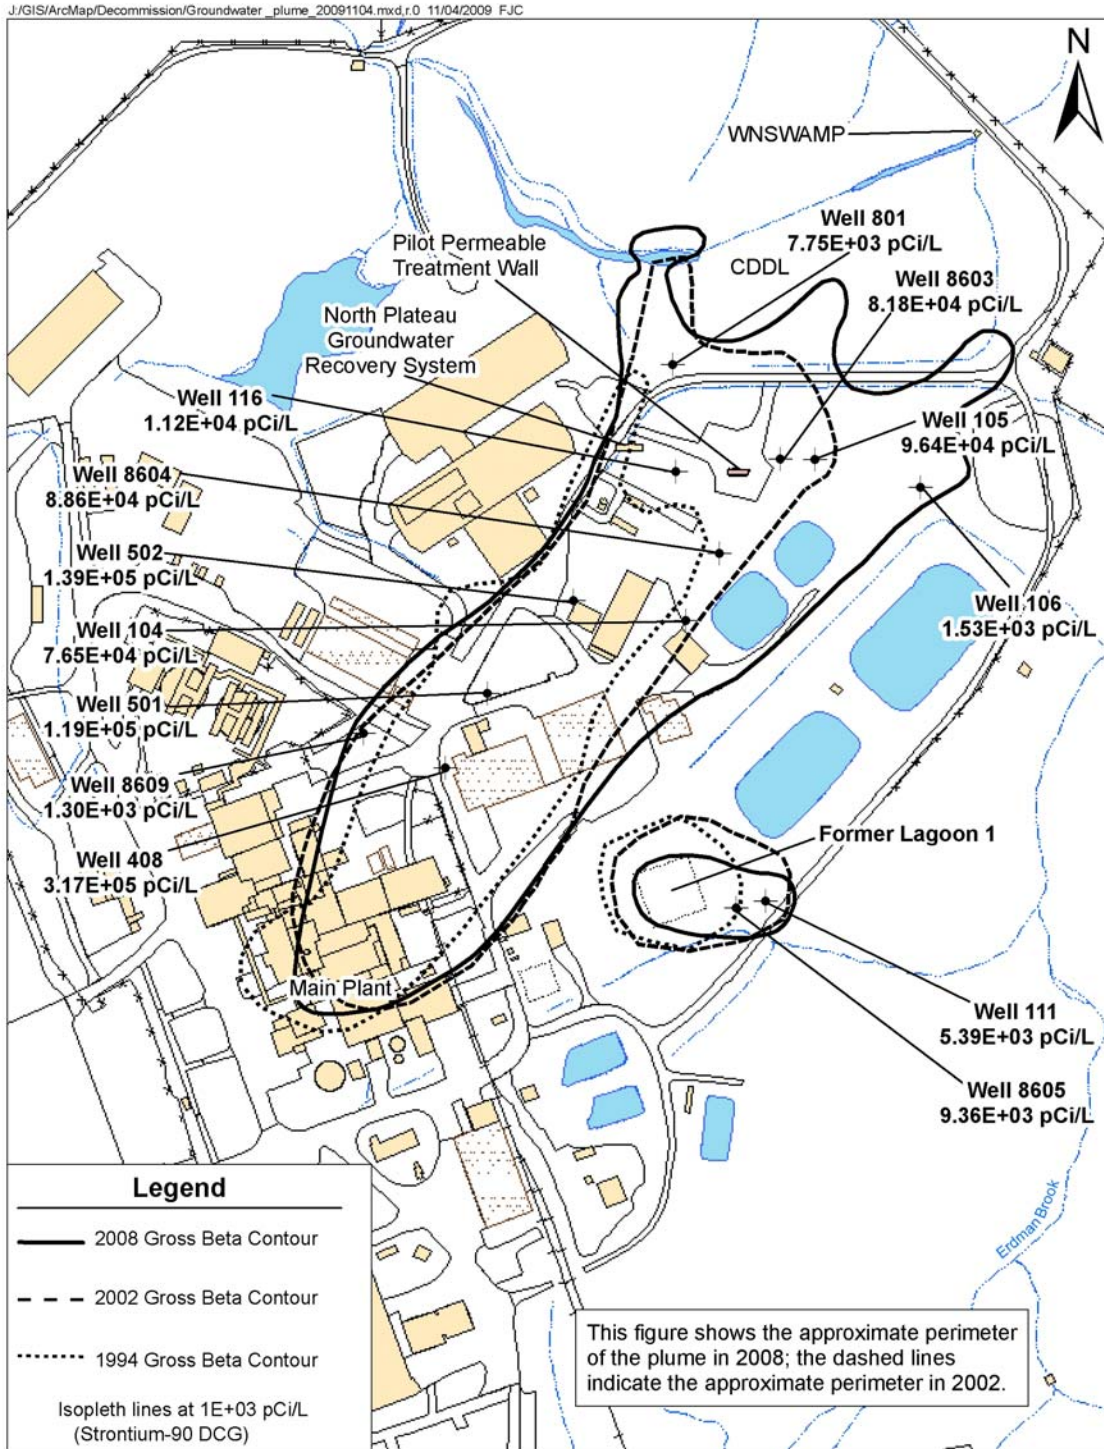 J:/GIS/ArcMap/Decommission/Groundwater _plume_20091104.mxd,r.0 11/04/2009 FJC
N
WNSWAMP
Well 801
7.75E+03 pCi/L
Pilot Permeable
Treatment Wall
CDDL
Well 8603
8.18E+04 pCi/L
North Plateau
Groundwater
Recovery System
Well 116
1.12E+04 pCi/L
Well 105
9.64E+04 pCi/L
Well 8604
8.86E+04 pCi/L
Well 502
1.39E+05 pCi/L
Well 106
1.53E+03 pCi/L
Well 104
7.65E+04 pCi/L
Well 501
1.19E+05 pCi/L
Well 8609
1.30E+03 pCi/L
Former Lagoon 1
Well 408
3.17E+05 pCi/L
Main Plant
Well 111
5.39E+03 pCi/L
Well 8605
9.36E+03 pCi/L
Erdman Brook
Legend
2008 Gross Beta Contour
2002 Gross Beta Contour
1994 Gross Beta Contour
Isopleth lines at 1E+03 pCi/L
(Strontium-90 DCG)
This figure shows the approximate perimeter
of the plume in 2008; the dashed lines
indicate the approximate perimeter in 2002.